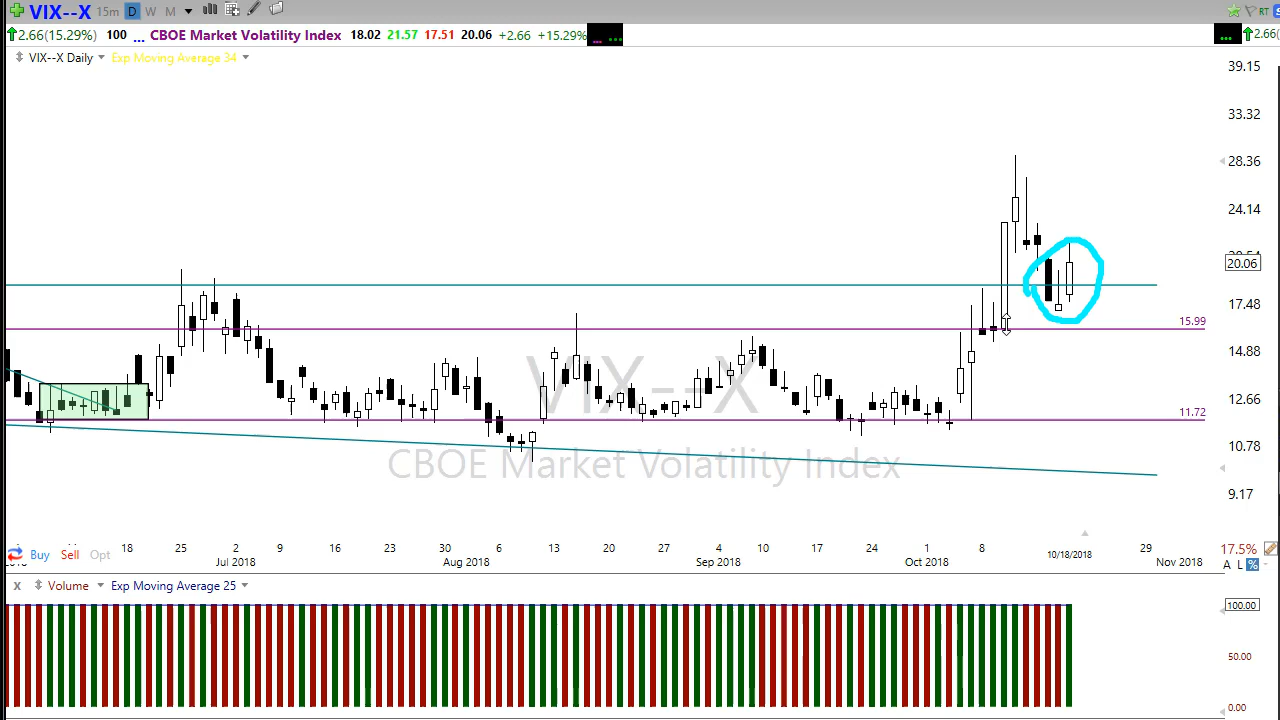 VIX--X 15m D W M
2.66(15.29%) 100 ... CBOE Market Volatility Index 18.02 21.57 17.51 20.06 +2.66 +15.29% ... ...
RT
... 2.66(
VIX--X Daily Exp Moving Average 34
39.15
33.32
28.36
24.14
20.06
17.48
15.99
14.88
12.66
11.72
10.78
9.17
VIX--X
CBOE Market Volatility Index
18 25 2 9 16 23 30 6 13 20 27 4 10 17 24 1 8 29
Jul 2018 Aug 2018 Sep 2018 Oct 2018 10/18/2018 Nov 2018
Buy Sell Opt
17.5%
A L %
x Volume Exp Moving Average 25
100.00
50.00
0.00